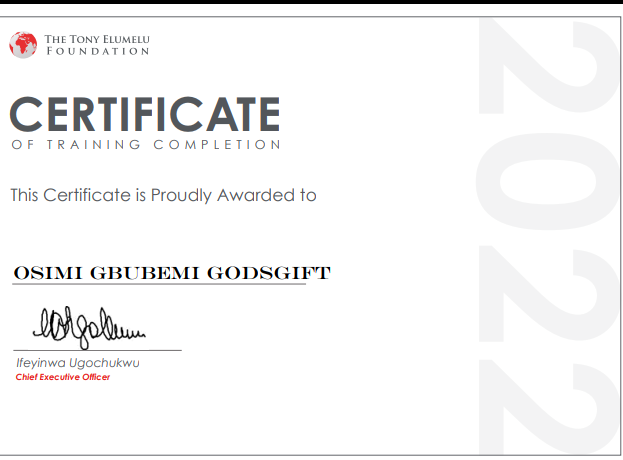 THE TONY ELUMELU
FOUNDATION
CERTIFICATE
OF TRAINING COMPLETION
This Certificate is Proudly Awarded to
OSIMI GBUBEMI GODSGIFT
Ifeyinwa Ugochukwu
Chief Executive Officer
2022